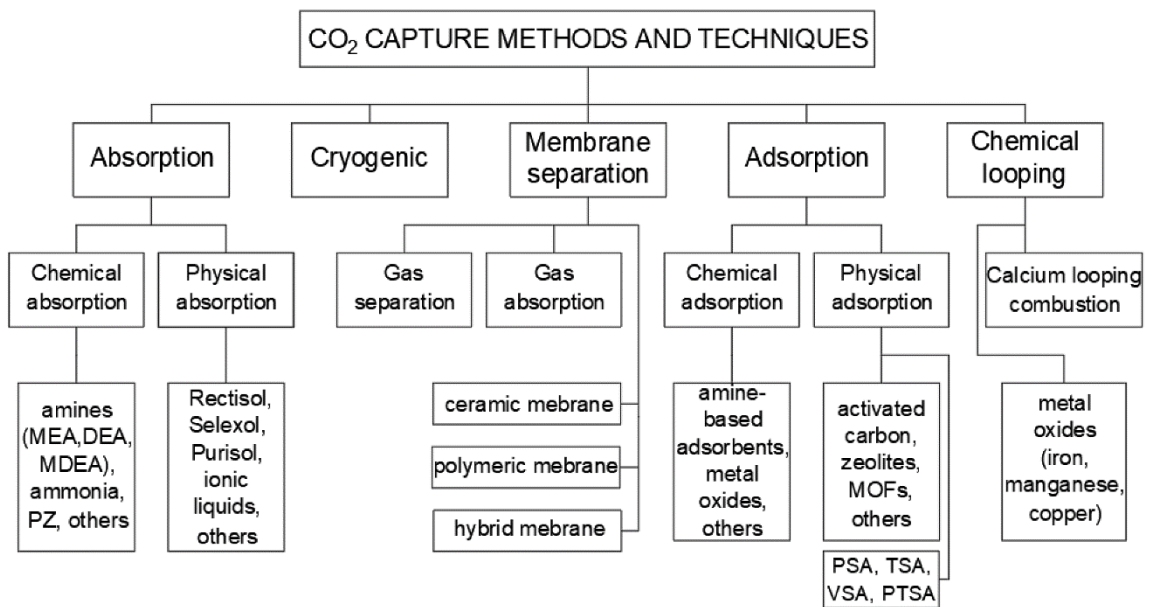 CO₂ CAPTURE METHODS AND TECHNIQUES
Absorption
Cryogenic
Membrane
separation
Adsorption
Chemical
looping
Chemical
absorption
Physical
absorption
Gas
separation
Gas
absorption
Chemical
adsorption
Physical
adsorption
Calcium looping
combustion
amines
(MEA,DEA,
MDEA),
ammonia,
PZ, others
Rectisol,
Selexol,
Purisol,
ionic
liquids,
others
ceramic mebrane
polymeric mebrane
hybrid mebrane
amine-
based
adsorbents,
metal
oxides,
others
activated
carbon,
zeolites,
MOFs,
others
PSA, TSA,
VSA, PTSA
metal
oxides
(iron,
manganese,
copper)